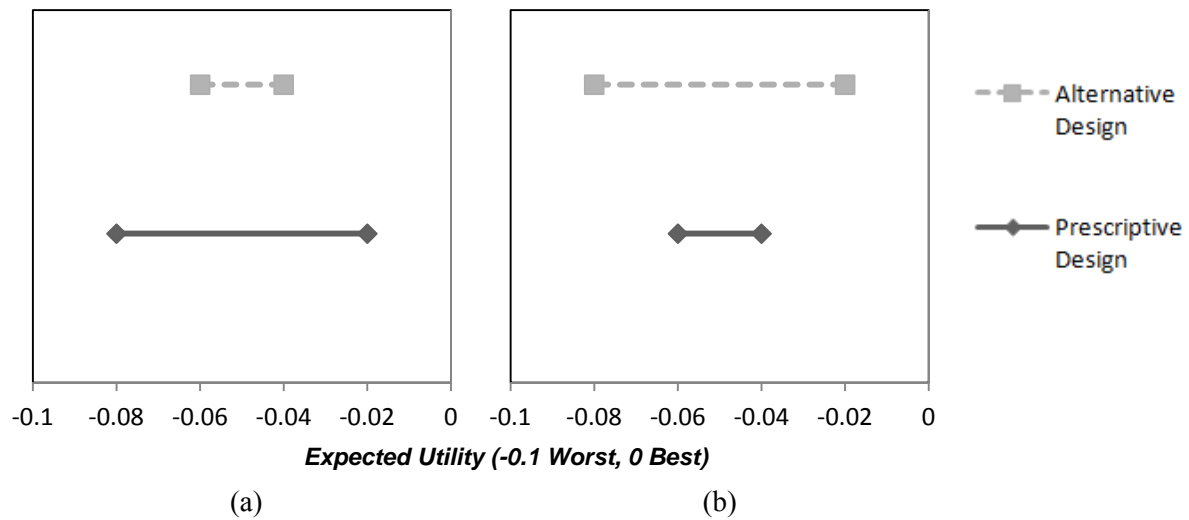 Alternative
Design
Prescriptive
Design
-0.1 -0.08 -0.06 -0.04 -0.02 0
-0.1 -0.08 -0.06 -0.04 -0.02 0
Expected Utility (-0.1 Worst, 0 Best)
(a)
(b)